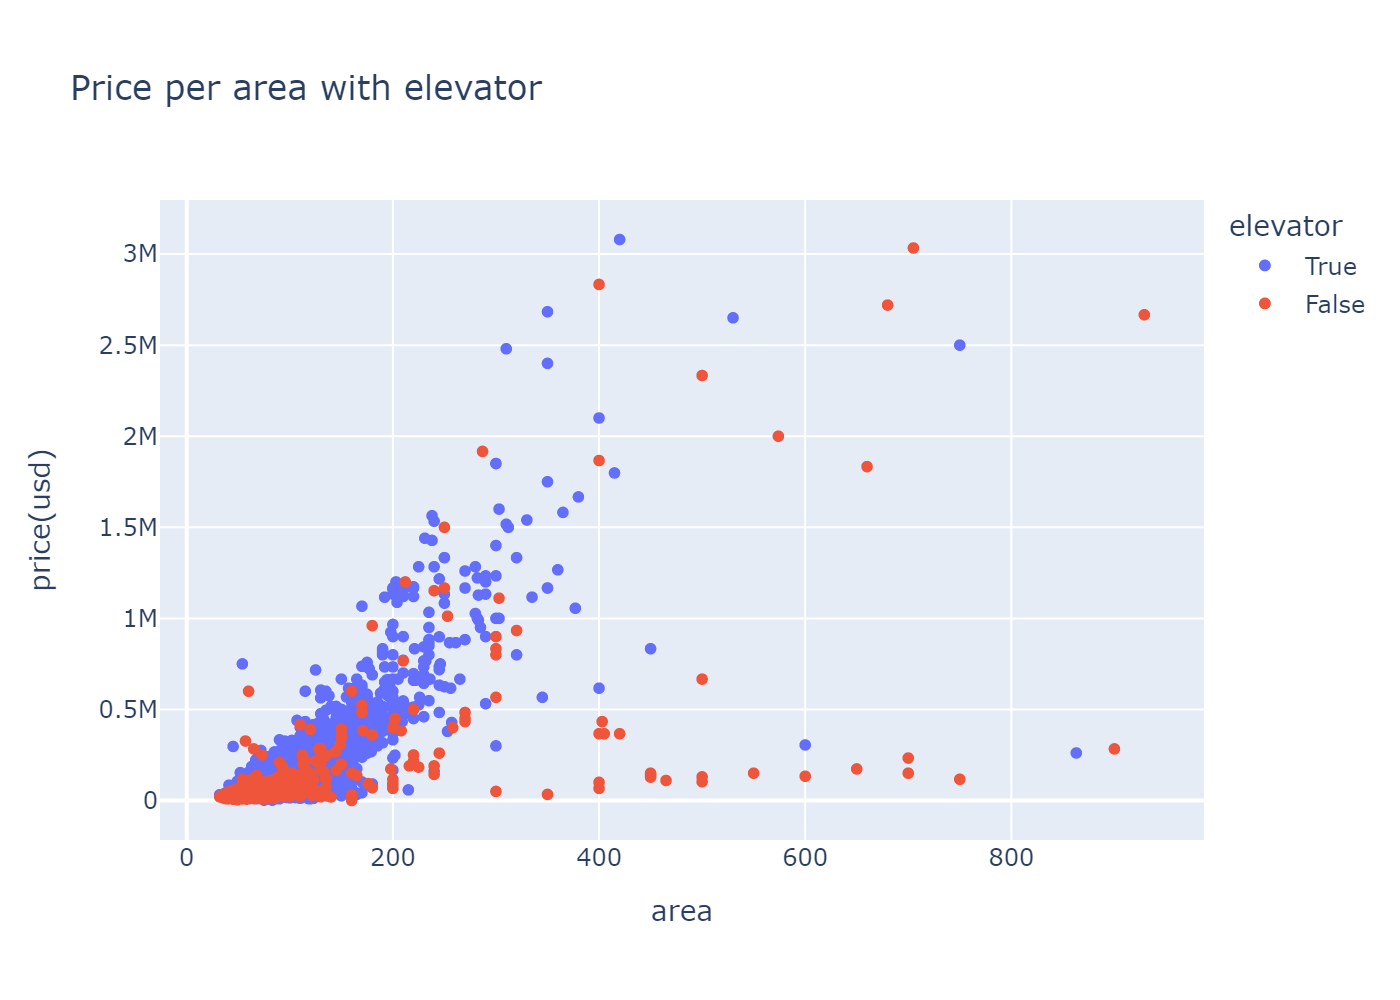 Price per area with elevator
elevator
True
False
3M
2.5M
2M
1.5M
1M
0.5M
0
price(usd)
0 200 400 600 800
area